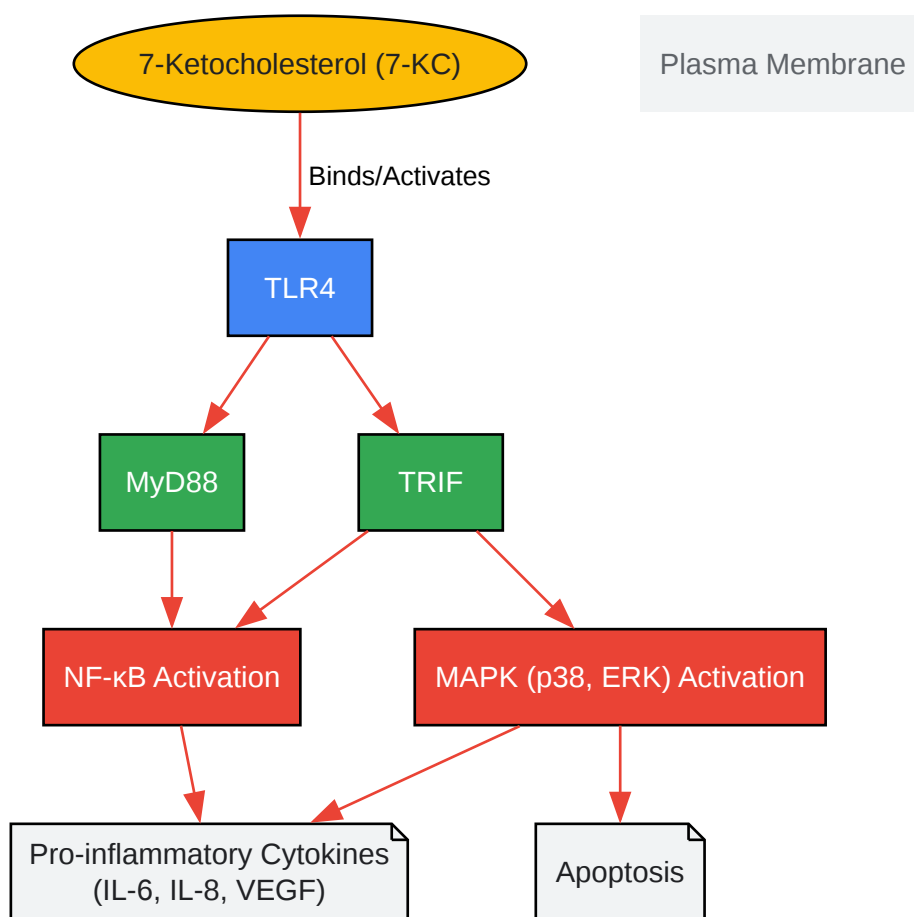 7-Ketocholesterol (7-KC)
Plasma Membrane
Binds/Activates
TLR4
MyD88
TRIF
NF-κB Activation
MAPK (p38, ERK) Activation
Pro-inflammatory Cytokines
(IL-6, IL-8, VEGF)
Apoptosis